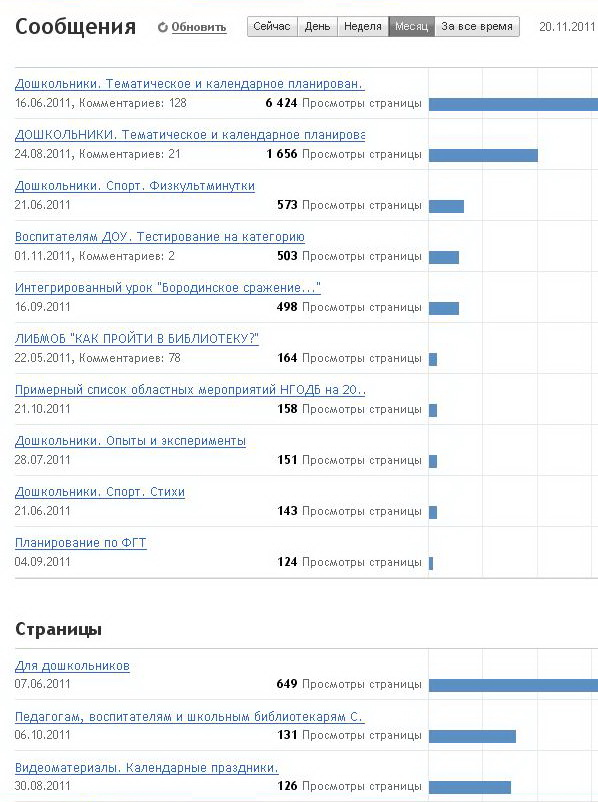 Сообщения Обновить Сейчас День Неделя Месяц За все время 20.11.2011
Дошкольники. Тематическое и календарное планирован.
16.06.2011, Комментариев: 128 6 424 Просмотры страницы
ДОШКОЛЬНИКИ. Тематическое и календарное планирова
24.08.2011, Комментариев: 21 1 656 Просмотры страницы
Дошкольники. Спорт. Физкультминутки
21.06.2011 573 Просмотры страницы
Воспитателям ДОУ. Тестирование на категорию
01.11.2011, Комментариев: 2 503 Просмотры страницы
Интегрированный урок "Бородинское сражение..."
16.09.2011 498 Просмотры страницы
ЛИБМОБ "КАК ПРОЙТИ В БИБЛИОТЕКУ?"
22.05.2011, Комментариев: 78 164 Просмотры страницы
Примерный список областных мероприятий НГОДБ на 20..
21.10.2011 158 Просмотры страницы
Дошкольники. Опыты и эксперименты
28.07.2011 151 Просмотры страницы
Дошкольники. Спорт. Стихи
21.06.2011 143 Просмотры страницы
Планирование по ФГТ
04.09.2011 124 Просмотры страницы
Страницы
Для дошкольников
07.06.2011 649 Просмотры страницы
Педагогам, воспитателям и школьным библиотекарям С.
06.10.2011 131 Просмотры страницы
Видеоматериалы. Календарные праздники.
30.08.2011 126 Просмотры страницы